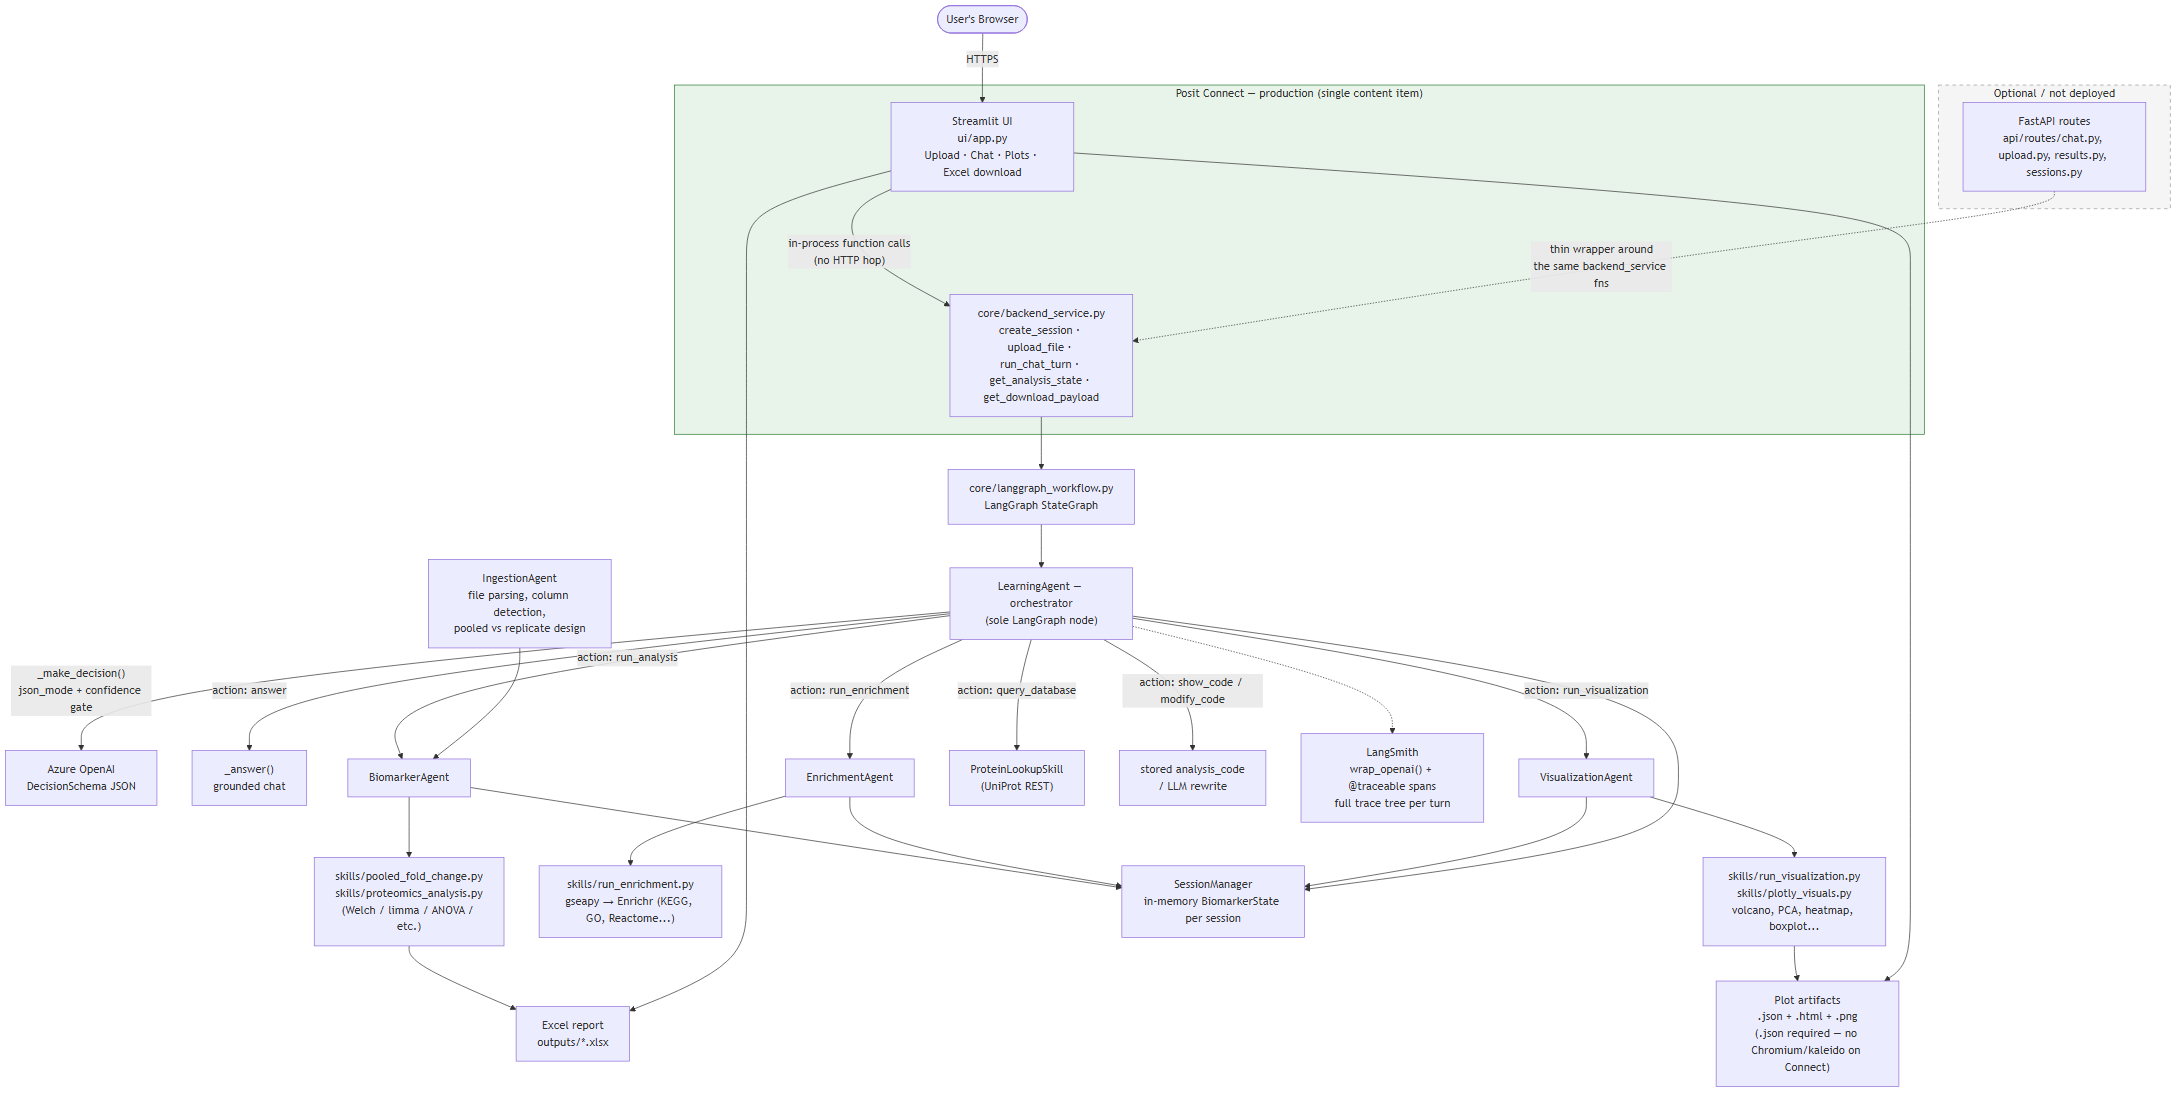 User's Browser
HTTPS
Posit Connect — production (single content item)
Optional / not deployed
Streamlit UI
ui/app.py
Upload · Chat · Plots ·
Excel download
FastAPI routes
api/routes/chat.py,
upload.py, results.py,
sessions.py
in-process function calls
(no HTTP hop)
thin wrapper around
the same backend_service
fns
core/backend_service.py
create_session ·
upload_file ·
run_chat_turn ·
get_analysis_state ·
get_download_payload
core/langgraph_workflow.py
LangGraph StateGraph
IngestionAgent
file parsing, column
detection,
pooled vs replicate design
LearningAgent —
orchestrator
(sole LangGraph node)
_make_decision()
json_mode + confidence
gate
action: answer
action: run_analysis
action: run_enrichment
action: query_database
action: show_code /
modify_code
action: run_visualization
Azure OpenAI
DecisionSchema JSON
_answer()
grounded chat
BiomarkerAgent
EnrichmentAgent
ProteinLookupSkill
(UniProt REST)
stored analysis_code
/ LLM rewrite
LangSmith
wrap_openai() +
@traceable spans
full trace tree per turn
VisualizationAgent
skills/pooled_fold_change.py
skills/proteomics_analysis.py
(Welch / limma / ANOVA /
etc.)
skills/run_enrichment.py
gseapy → Enrichr (KEGG,
GO, Reactome...)
SessionManager
in-memory BiomarkerState
per session
skills/run_visualization.py
skills/plotly_visuals.py
volcano, PCA, heatmap,
boxplot...
Excel report
outputs/*.xlsx
Plot artifacts
.json + .html + .png
(.json required — no
Chromium/kaleido on
Connect)